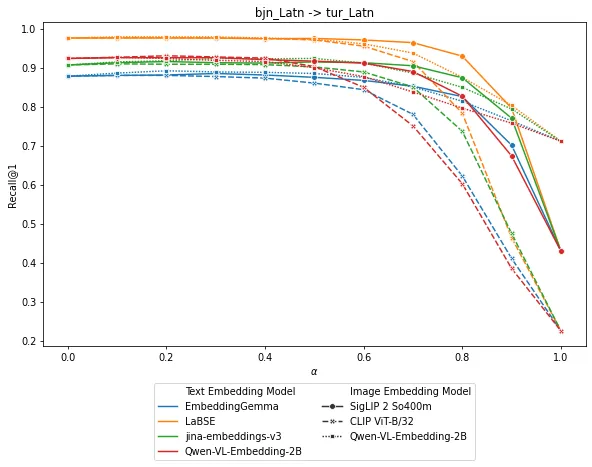 bjn_Latn -> tur_Latn
Recall@1
1.0
0.9
0.8
0.7
0.6
0.5
0.4
0.3
0.2
0.0 0.2 0.4 0.6 0.8 1.0
α
Text Embedding Model Image Embedding Model
EmbeddingGemma SigLIP 2 So400m
LaBSE CLIP ViT-B/32
jina-embeddings-v3 Qwen-VL-Embedding-2B
Qwen-VL-Embedding-2B